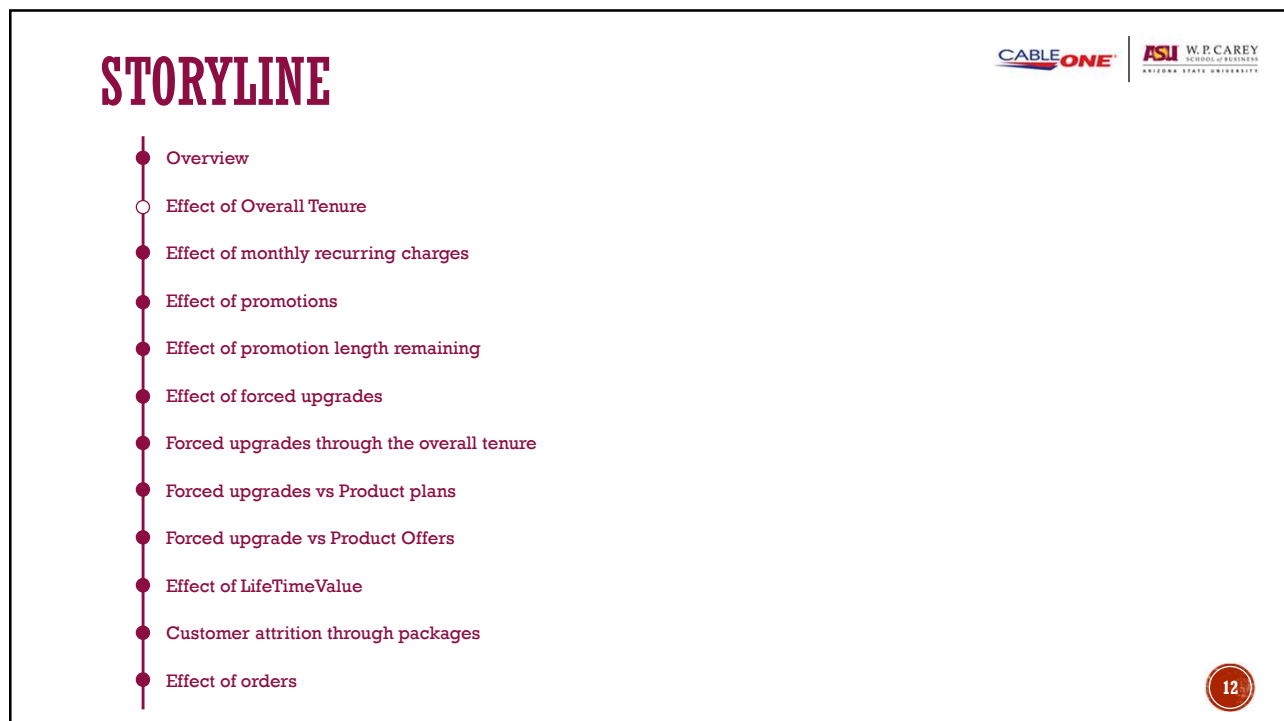 STORYLINE
CABLE ONE
ASU W. P. CAREY
SCHOOL of BUSINESS
ARIZONA STATE UNIVERSITY
Overview
Effect of Overall Tenure
Effect of monthly recurring charges
Effect of promotions
Effect of promotion length remaining
Effect of forced upgrades
Forced upgrades through the overall tenure
Forced upgrades vs Product plans
Forced upgrade vs Product Offers
Effect of LifeTimeValue
Customer attrition through packages
Effect of orders
12